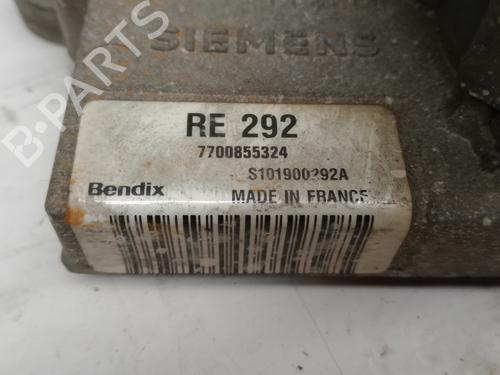 B-PARTS
SIEMENS
RE 292
7700855324
S101900292A
Bendix MADE IN FRANCE